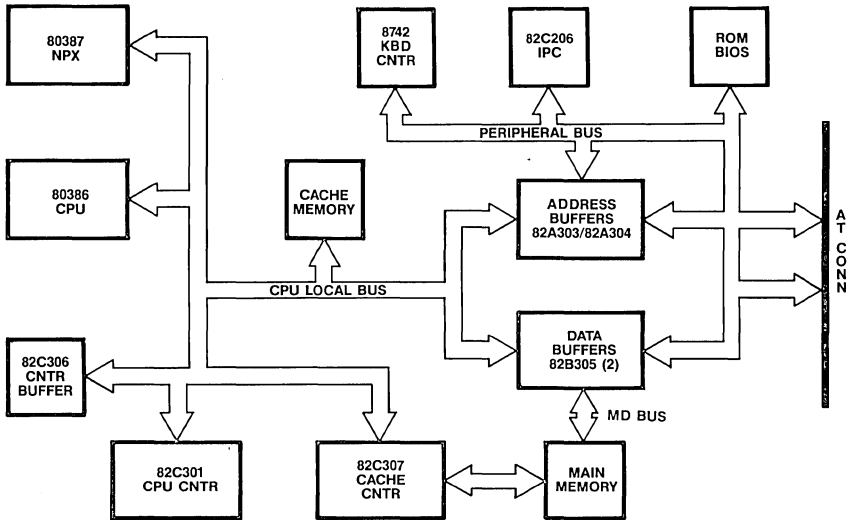 80387
NPX
8742
KBD
CNTR
82C206
IPC
ROM
BIOS
PERIPHERAL BUS
80386
CPU
CACHE
MEMORY
ADDRESS
BUFFERS
82A303/82A304
AT CONN
CPU LOCAL BUS
DATA
BUFFERS
82B305 (2)
82C306
CNTR
BUFFER
MD BUS
82C301
CPU CNTR
82C307
CACHE
CNTR
MAIN
MEMORY